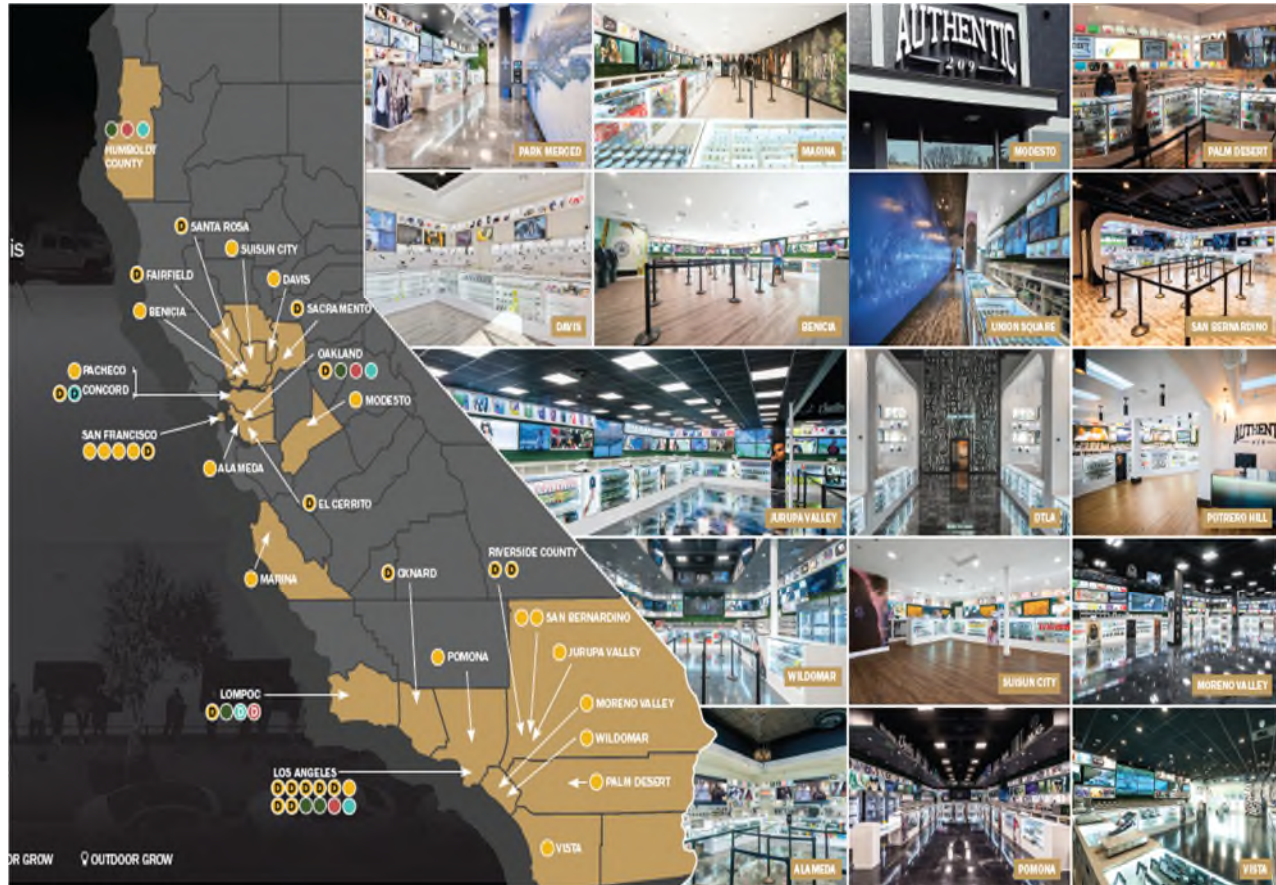 is
HUMBOLDT
COUNTY
D SANTA ROSA
SUISUN CITY
D FAIRFIELD
DAVIS
BENICIA
D SACRAMENTO
OAKLAND
D
PACHECO
D D CONCORD
MODESTO
SAN FRANCISCO
D
ALAMEDA
D EL CERRITO
MARINA
D OXNARD
RIVERSIDE COUNTY
D D
SAN BERNARDINO
POMONA
JURUPA VALLEY
LOMPOC
D D D
MORENO VALLEY
WILDOMAR
LOS ANGELES
D D D D D
D D
PALM DESERT
VISTA
OR GROW
OUTDOOR GROW
PARK MERCED
MARINA
AUTHENTIC
209
MODESTO
PALM DESERT
DAVIS
BENICIA
UNION SQUARE
SAN BERNARDINO
JURUPA VALLEY
DTLA
AUTHENT
POTRERO HILL
WILDOMAR
SUISUN CITY
MORENO VALLEY
ALAMEDA
POMONA
VISTA